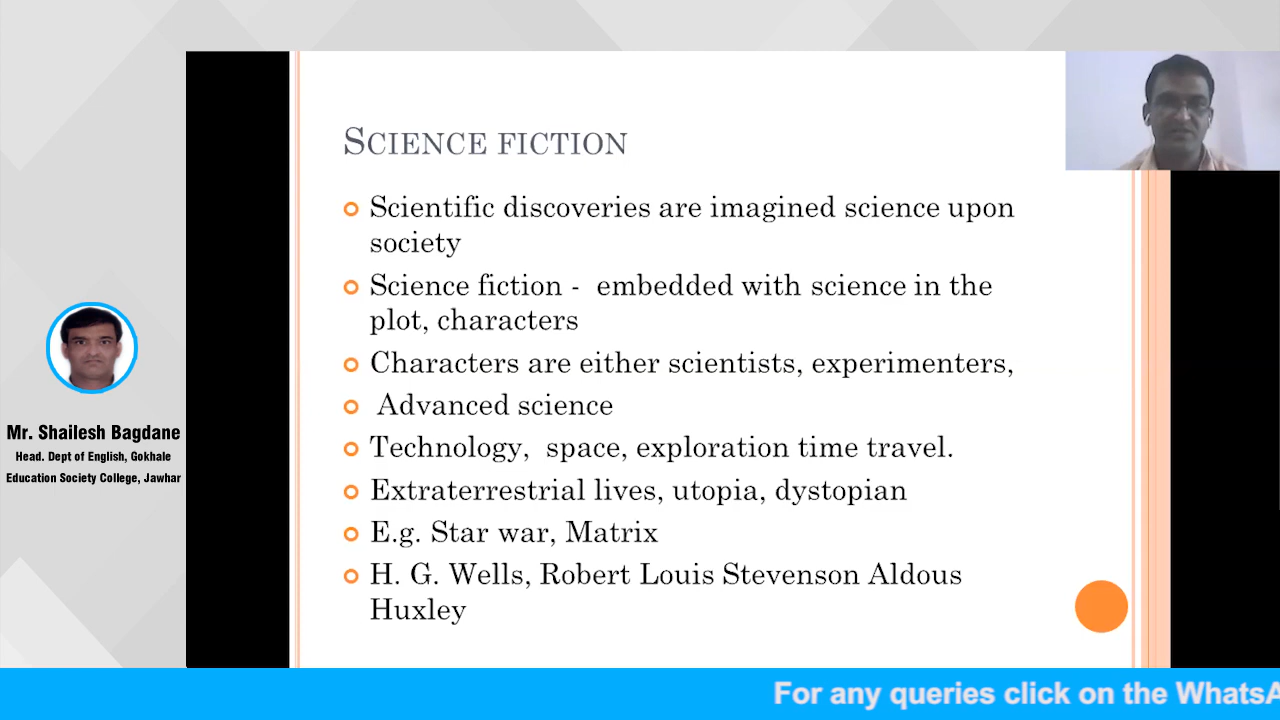 SCIENCE FICTION
Scientific discoveries are imagined science upon
society
Science fiction - embedded with science in the
plot, characters
Characters are either scientists, experimenters,
Advanced science
Technology, space, exploration time travel.
Extraterrestrial lives, utopia, dystopian
E.g. Star war, Matrix
H. G. Wells, Robert Louis Stevenson Aldous
Huxley
Mr. Shailesh Bagdane
Head. Dept of English, Gokhale
Education Society College, Jawhar
For any queries click on the WhatsA